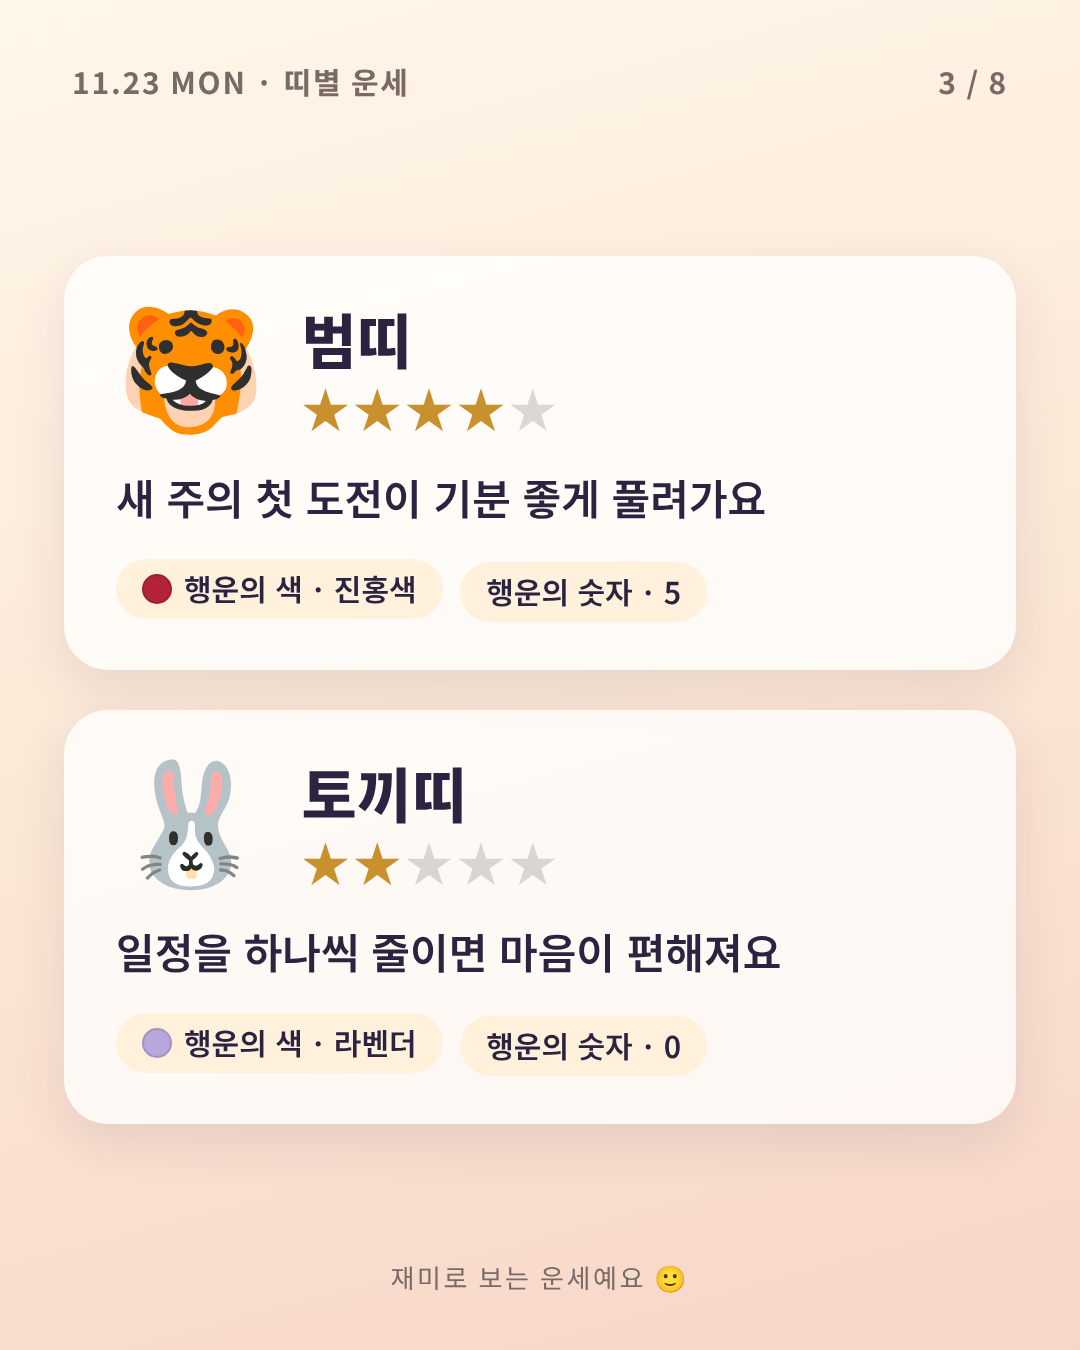 11.23 MON · 띠별 운세
3 / 8
범띠
★★★★★
새 주의 첫 도전이 기분 좋게 풀려가요
행운의 색 · 진홍색
행운의 숫자 · 5
토끼띠
★★★★★
일정을 하나씩 줄이면 마음이 편해져요
행운의 색 · 라벤더
행운의 숫자 · 0
재미로 보는 운세예요 🙂